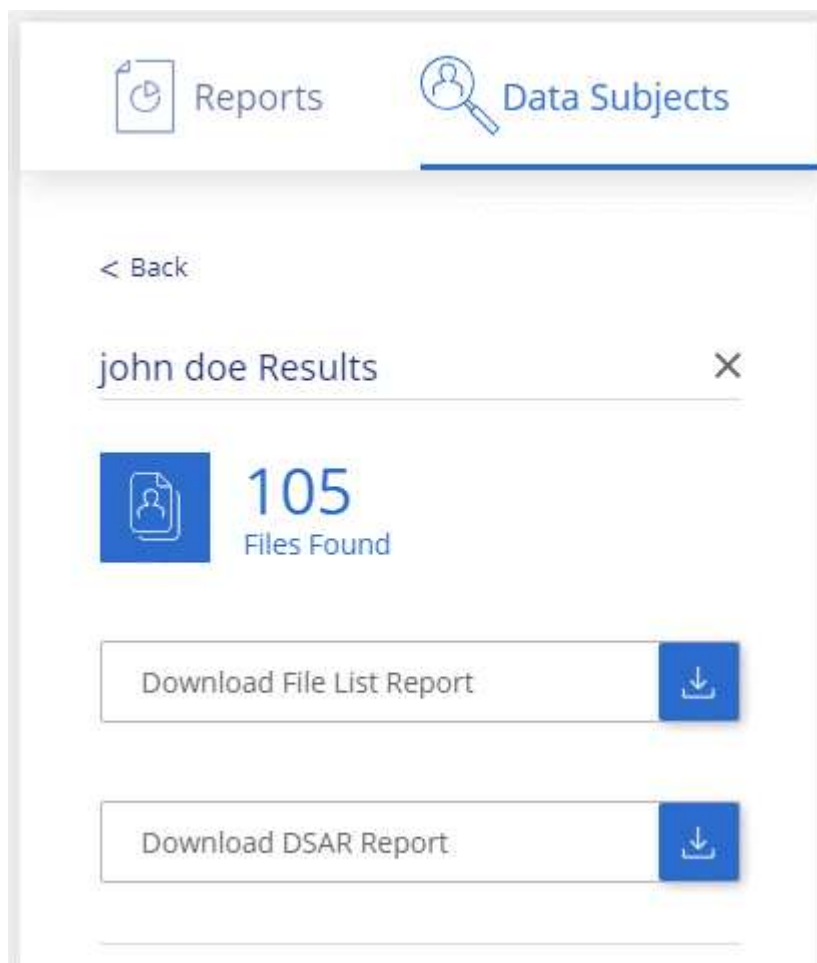 Reports
Data Subjects
< Back
john doe Results
105
Files Found
Download File List Report
Download DSAR Report